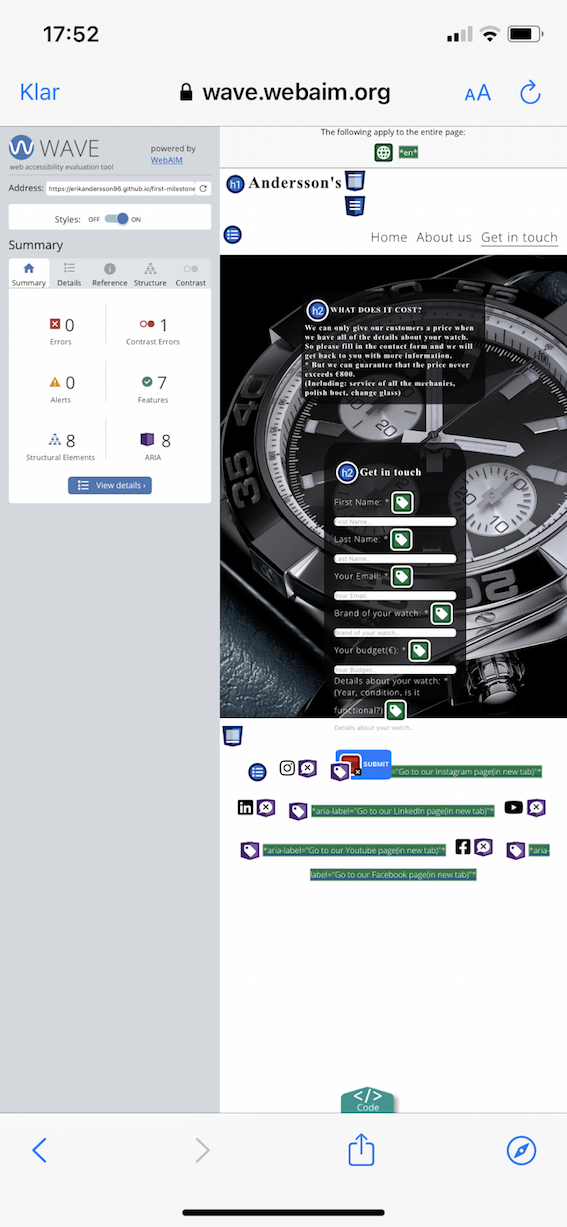 17:52
Klar
wave.webaim.org
AA
WAVE
web accessibility evaluation tool
powered by
WebAIM
Address: https://erikandersson96.github.io/first-milestone
Styles: OFF ON
Summary
Summary Details Reference Structure Contrast
0
Errors
1
Contrast Errors
0
Alerts
7
Features
8
Structural Elements
8
ARIA
View details ›
The following apply to the entire page:
*en*
h1 Andersson's
Home About us Get in touch
h2 WHAT DOES IT COST?
We can only give our customers a price when
we have all of the details about your watch.
So please fill in the contact form and we will
get back to you with more information.
* But we can guarantee that the price never
exceeds €800.
(Including: service of all the mechanics,
polish boet, change glass)
h2 Get in touch
First Name: *
First Name..
Last Name: *
Last Name..
Your Email: *
Your Email..
Brand of your watch: *
Brand of your watch..
Your budget(€): *
Your Budget..
Details about your watch: *
(Year, condition, is it
functional?)
Details about your watch..
SUBMIT
="Go to our Instagram page(in new tab)"*
*aria-label="Go to our LinkedIn page(in new tab)"*
*aria-label="Go to our Youtube page(in new tab)"*
*aria-
label="Go to our Facebook page(in new tab)"*
40
35
20
10
</>
Code